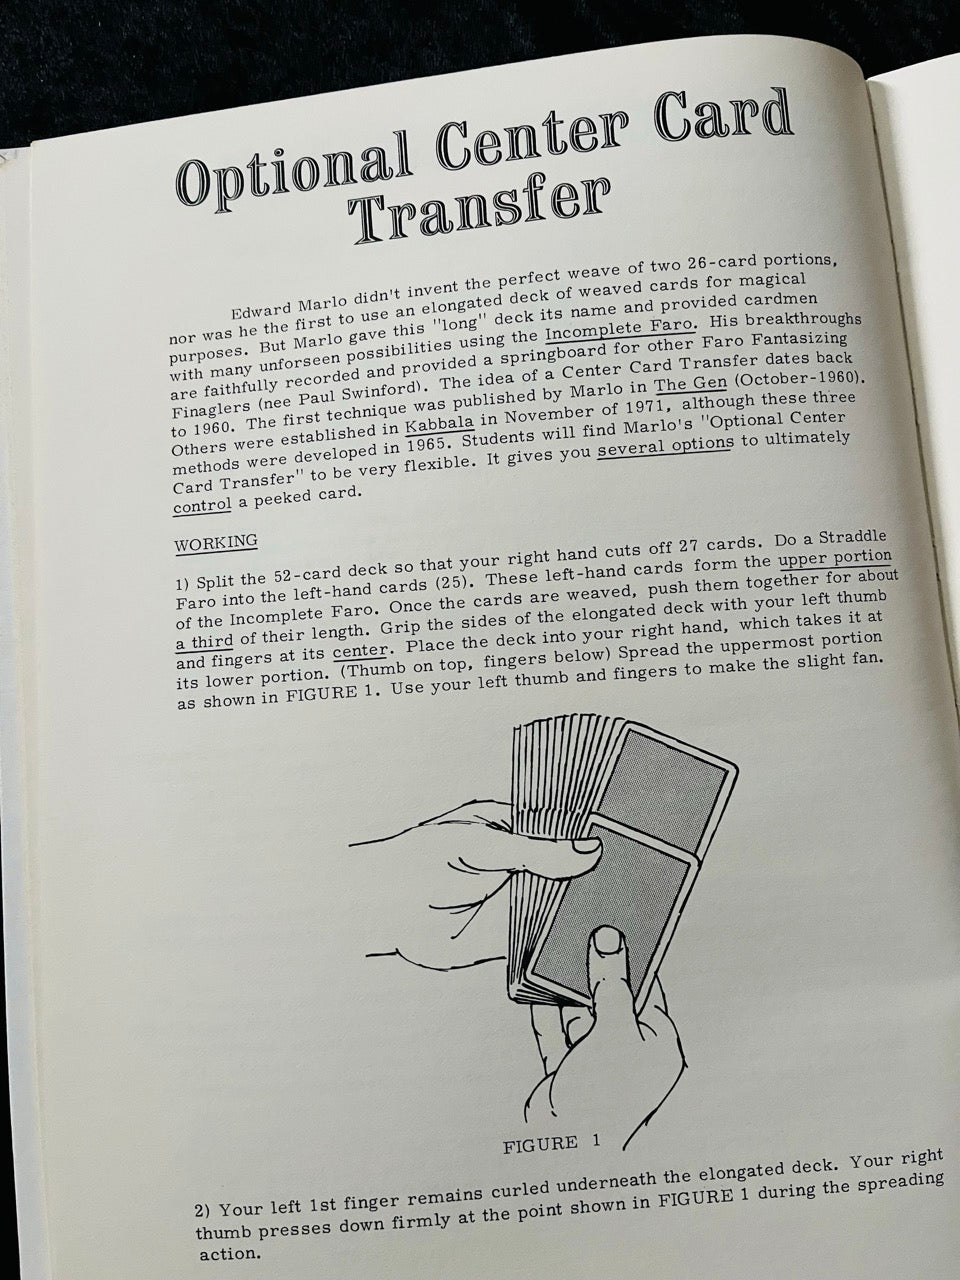 Optional Center Card
Transfer
Edward Marlo didn't invent the perfect weave of two 26-card portions,
nor was he the first to use an elongated deck of weaved cards for magical
purposes. But Marlo gave this "long" deck its name and provided cardmen
with many unforseen possibilities using the Incomplete Faro. His breakthroughs
are faithfully recorded and provided a springboard for other Faro Fantasizing
Finaglers (nee Paul Swinford). The idea of a Center Card Transfer dates back
to 1960. The first technique was published by Marlo in The Gen (October-1960).
Others were established in Kabbala in November of 1971, although these three
methods were developed in 1965. Students will find Marlo's "Optional Center
Card Transfer" to be very flexible. It gives you several options to ultimately
control a peeked card.
WORKING
1) Split the 52-card deck so that your right hand cuts off 27 cards. Do a Straddle
Faro into the left-hand cards (25). These left-hand cards form the upper portion
of the Incomplete Faro. Once the cards are weaved, push them together for about
a third of their length. Grip the sides of the elongated deck with your left thumb
and fingers at its center. Place the deck into your right hand, which takes it at
its lower portion. (Thumb on top, fingers below) Spread the uppermost portion
as shown in FIGURE 1. Use your left thumb and fingers to make the slight fan.
FIGURE 1
2) Your left 1st finger remains curled underneath the elongated deck. Your right
thumb presses down firmly at the point shown in FIGURE 1 during the spreading
action.